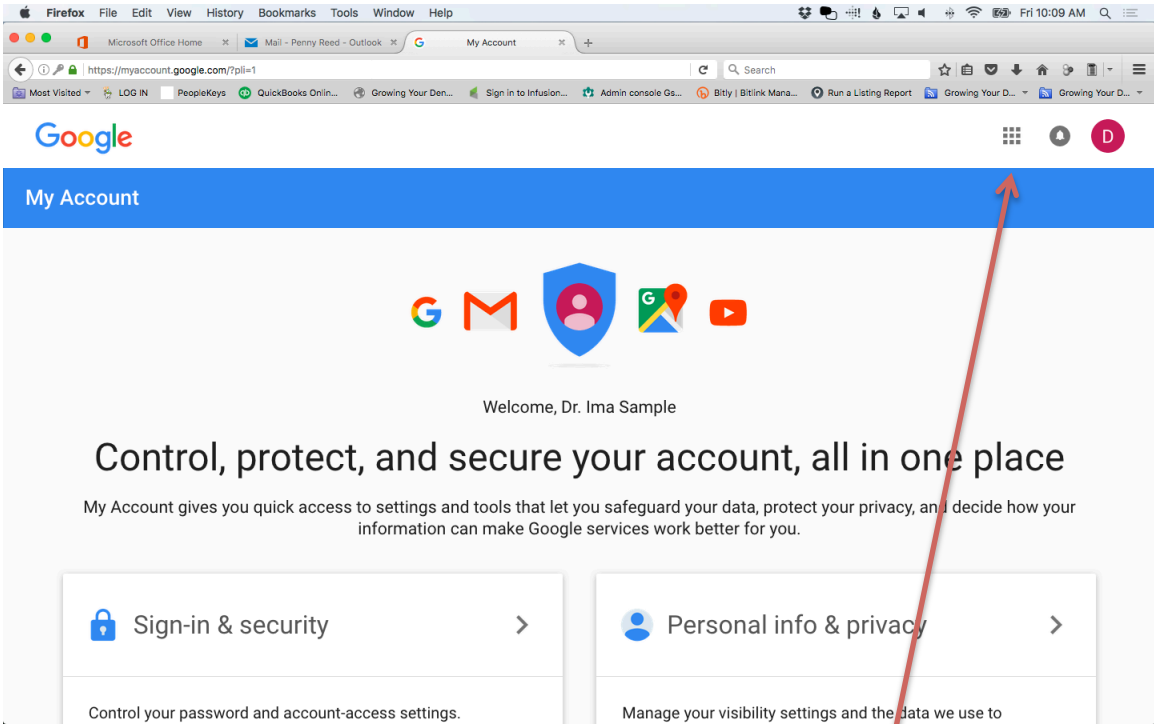 Firefox File Edit View History Bookmarks Tools Window Help Fri 10:09 AM
Microsoft Office Home Mail - Penny Reed - Outlook My Account
https://myaccount.google.com/?pli=1 Search
Most Visited LOG IN PeopleKeys QuickBooks Onlin... Growing Your Den... Sign in to Infusion... Admin console Gs... Bitly | Bitlink Mana... Run a Listing Report Growing Your D... Growing Your D...
Google D
My Account
G G
Welcome, Dr. Ima Sample
Control, protect, and secure your account, all in one place
My Account gives you quick access to settings and tools that let you safeguard your data, protect your privacy, and decide how your
information can make Google services work better for you.
Sign-in & security Personal info & privacy
Control your password and account-access settings. Manage your visibility settings and the data we use to